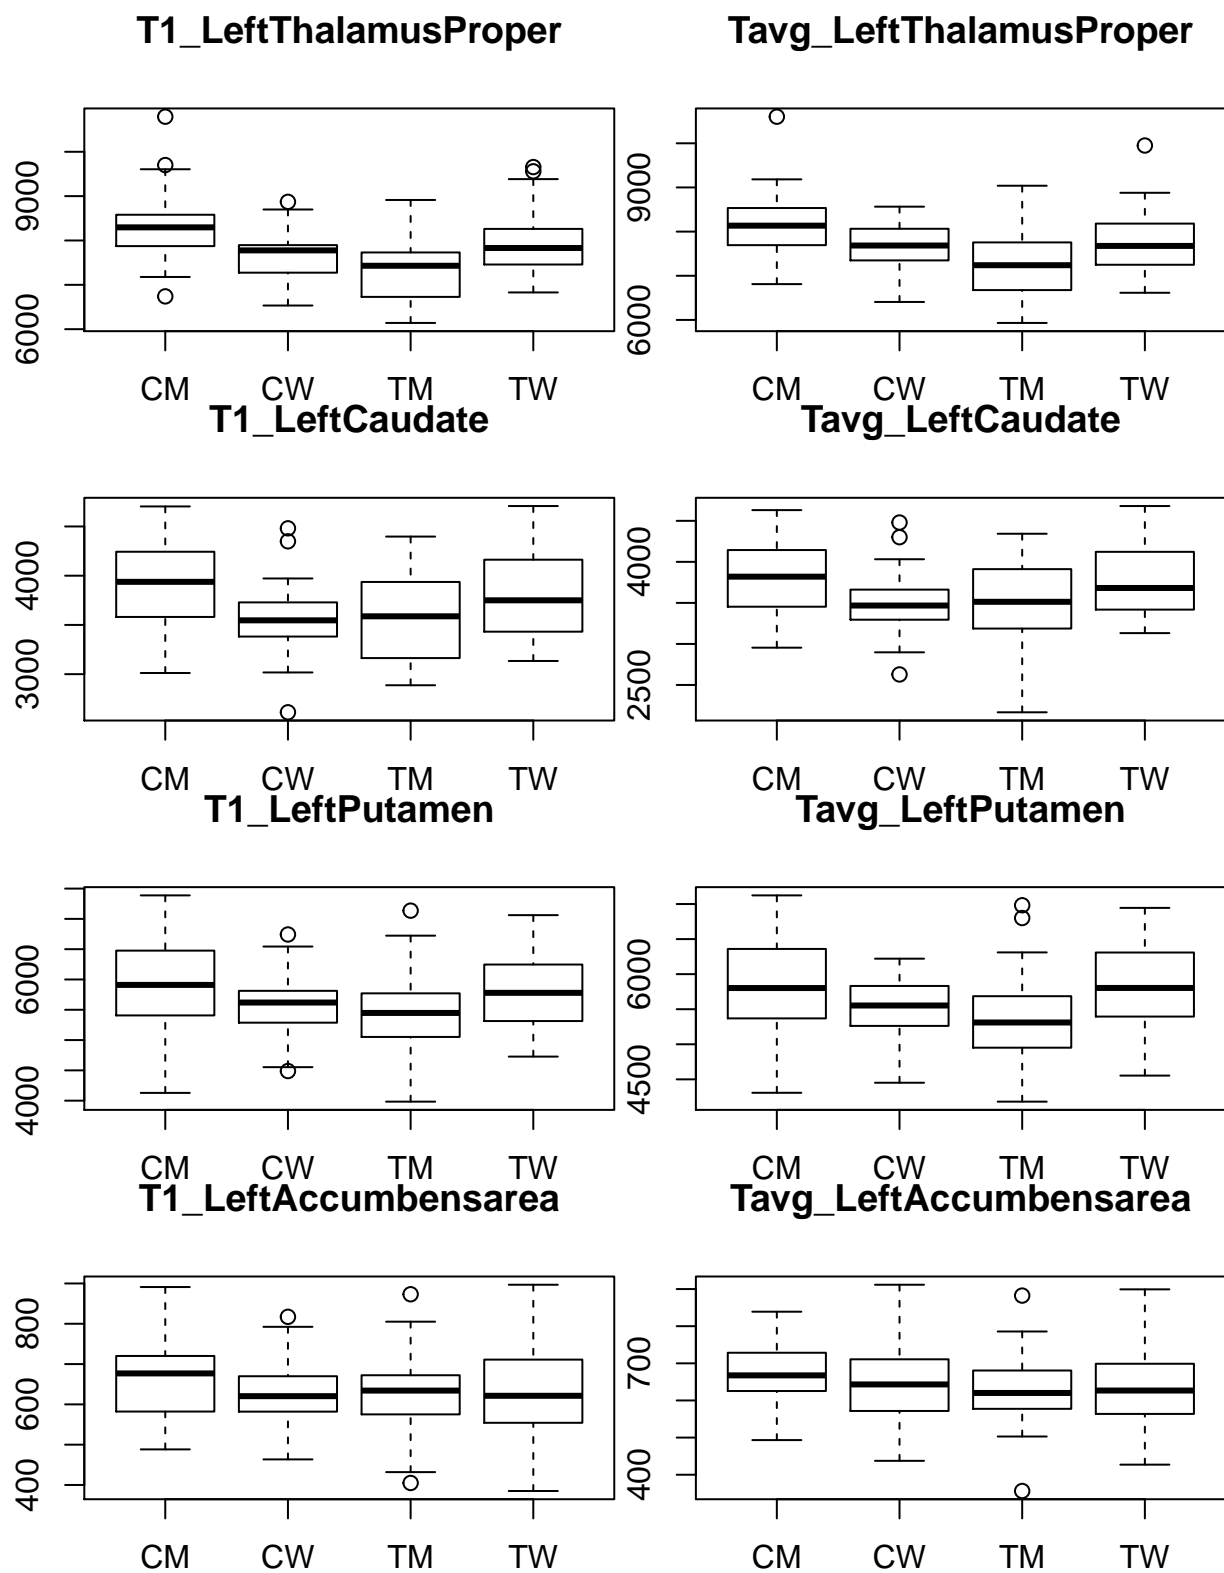 T1_LeftThalamusProper Tavg_LeftThalamusProper
9000 9000
6000 6000
CM CW TM TW CM CW TM TW
T1_LeftCaudate Tavg_LeftCaudate
4000 4000
3000 2500
CM CW TM TW CM CW TM TW
T1_LeftPutamen Tavg_LeftPutamen
6000 6000
4000 4500
CM CW TM TW CM CW TM TW
T1_LeftAccumbensarea Tavg_LeftAccumbensarea
800 700
600
400 400
CM CW TM TW CM CW TM TW